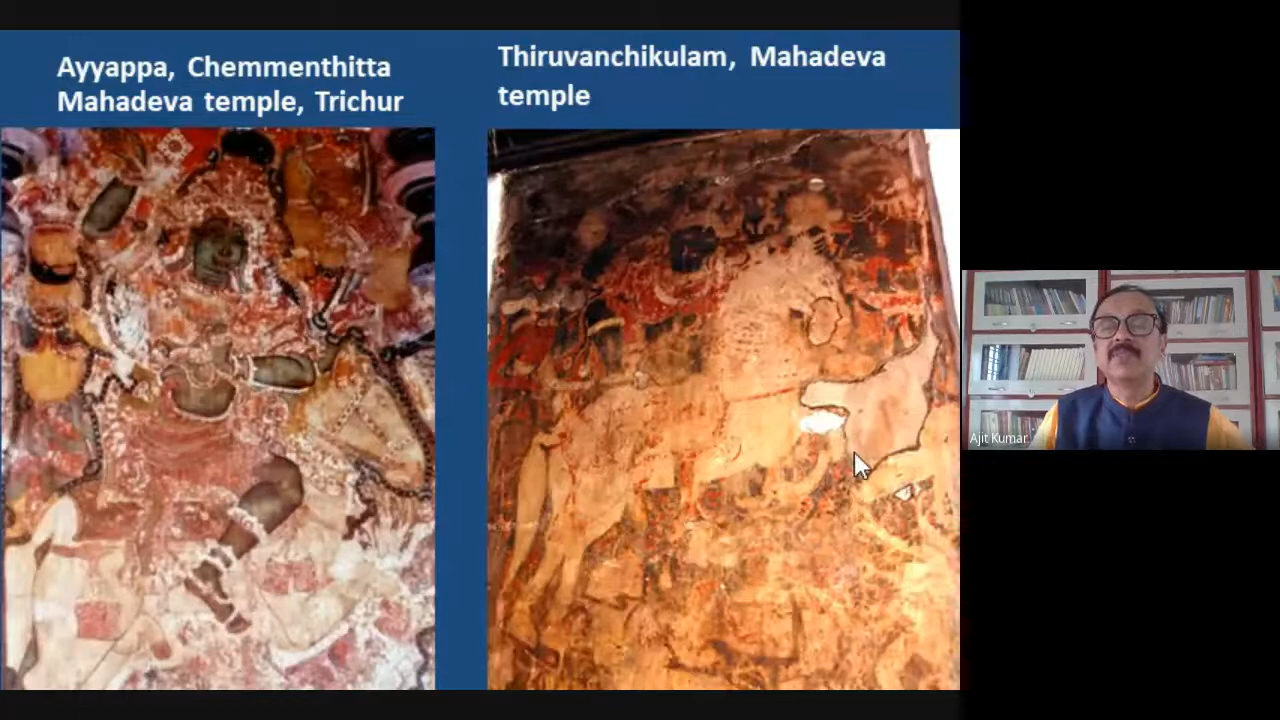 Ayyappa, Chemmenthitta
Mahadeva temple, Trichur
Thiruvanchikulam, Mahadeva
temple
Ajit Kumar